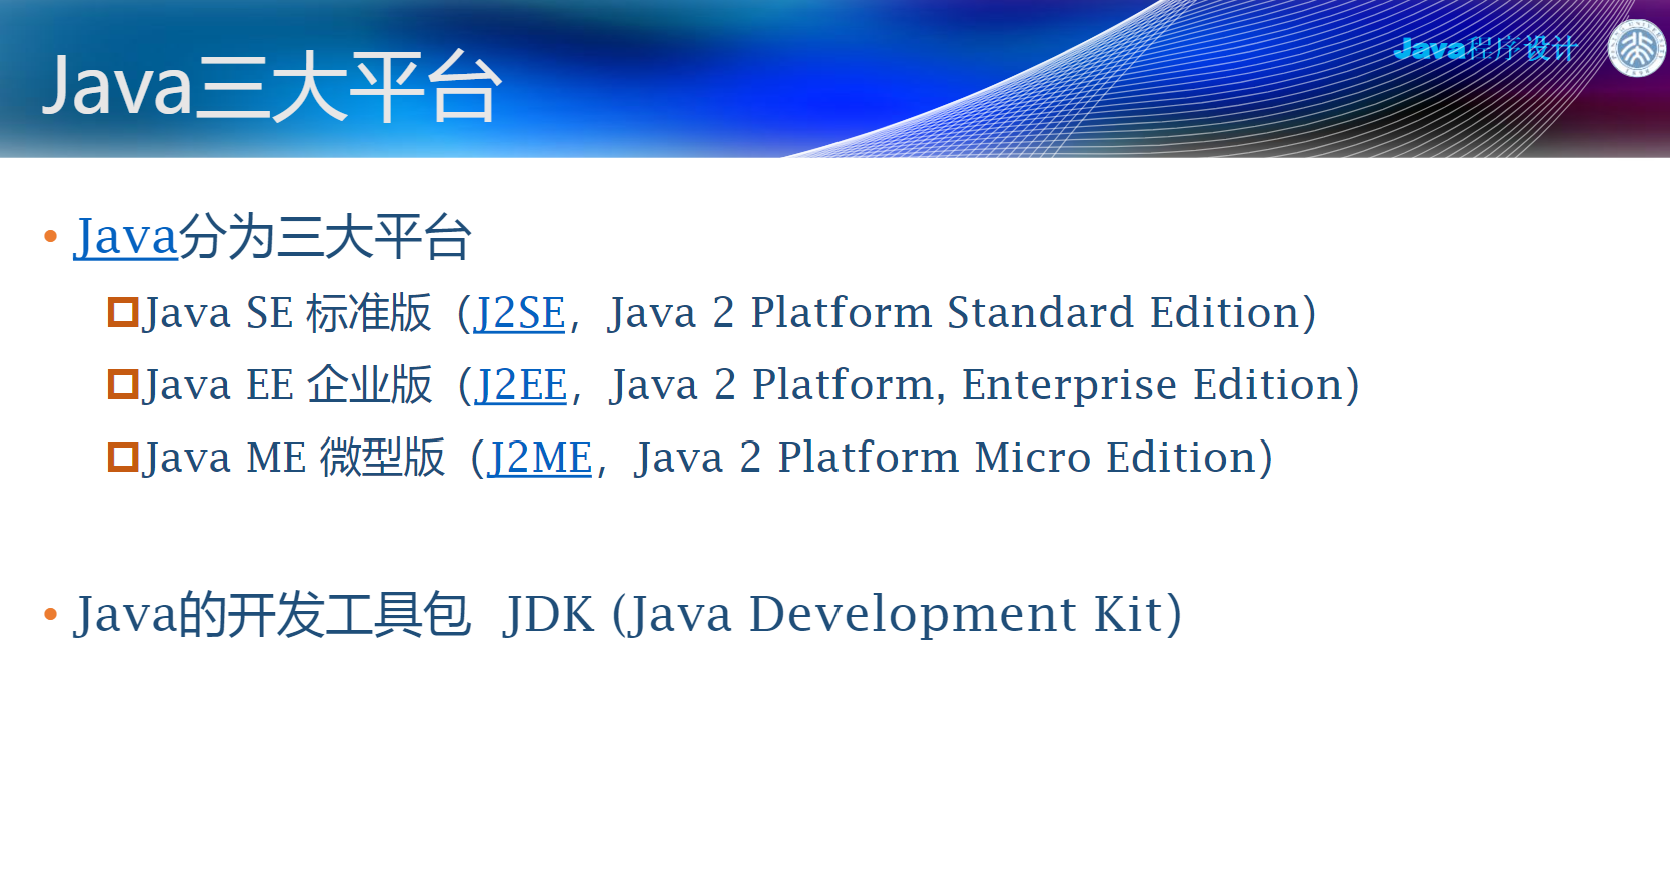 Java三大平台
Java程序设计
Java分为三大平台
Java SE 标准版（J2SE，Java 2 Platform Standard Edition）
Java EE 企业版（J2EE，Java 2 Platform, Enterprise Edition）
Java ME 微型版（J2ME，Java 2 Platform Micro Edition）
Java的开发工具包 JDK (Java Development Kit）